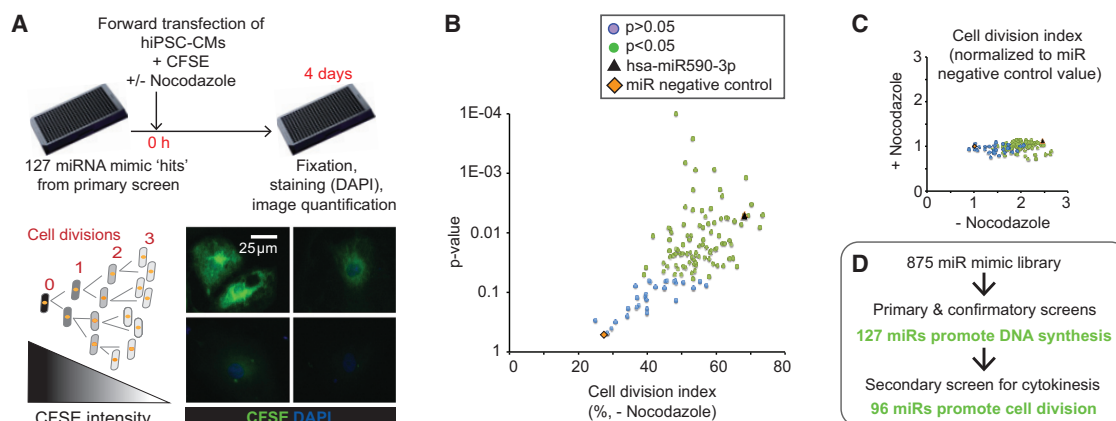 A
Forward transfection of
hiPSC-CMs
+ CFSE
+/- Nocodazole
4 days
0 h
127 miRNA mimic 'hits'
from primary screen
Fixation,
staining (DAPI),
image quantification
Cell divisions
0
1
2
3
25µm
CFSE intensity
CFSE DAPI
B
p>0.05
p<0.05
hsa-miR590-3p
miR negative control
1E-04
1E-03
0.01
0.1
1
p-value
0 20 40 60 80
Cell division index
(%, - Nocodazole)
C
Cell division index
(normalized to miR
negative control value)
3
2
1
0
+ Nocodazole
0 1 2 3
- Nocodazole
D
875 miR mimic library
Primary & confirmatory screens
127 miRs promote DNA synthesis
Secondary screen for cytokinesis
96 miRs promote cell division